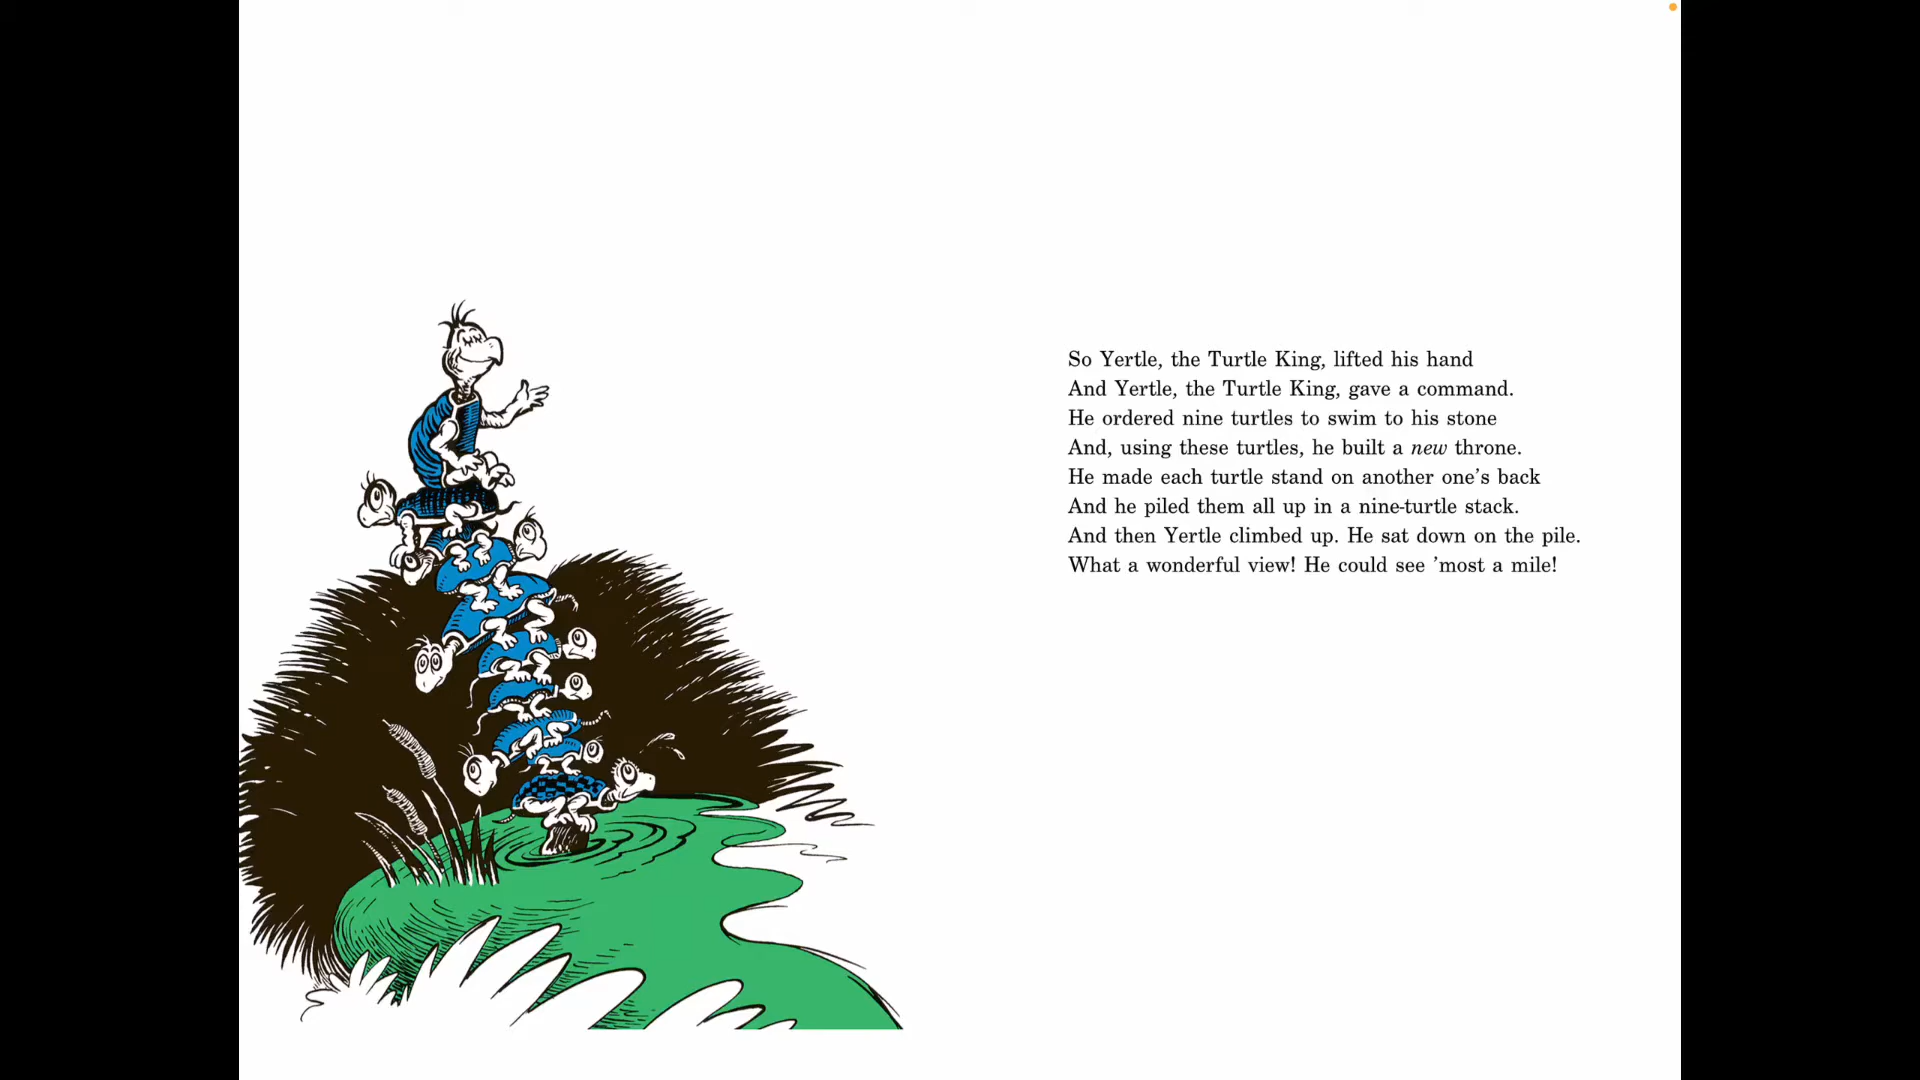 So Yertle, the Turtle King, lifted his hand
And Yertle, the Turtle King, gave a command.
He ordered nine turtles to swim to his stone
And, using these turtles, he built a new throne.
He made each turtle stand on another one’s back
And he piled them all up in a nine-turtle stack.
And then Yertle climbed up. He sat down on the pile.
What a wonderful view! He could see ’most a mile!